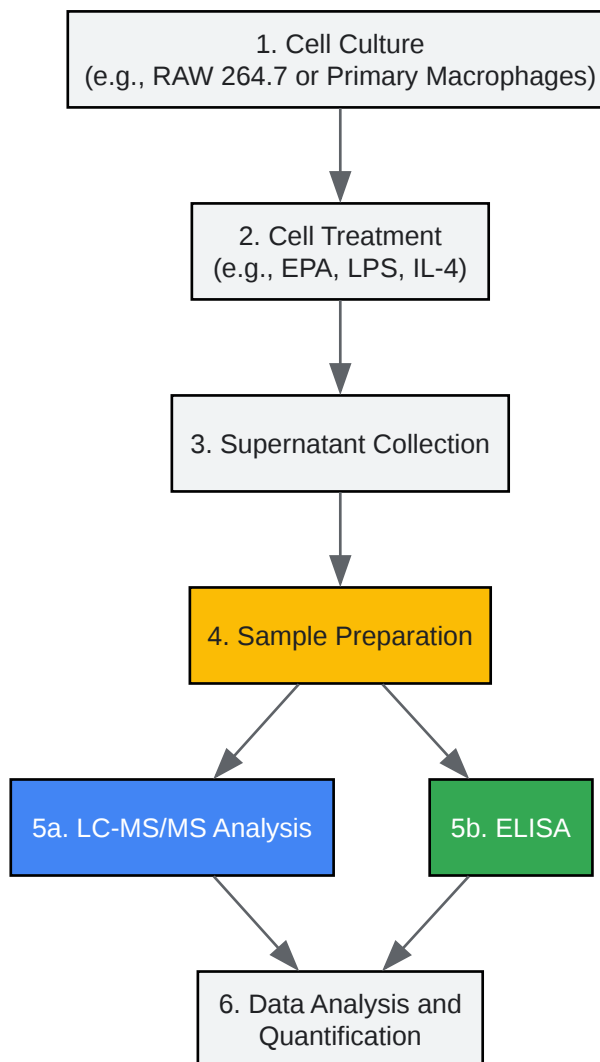 1. Cell Culture
(e.g., RAW 264.7 or Primary Macrophages)
2. Cell Treatment
(e.g., EPA, LPS, IL-4)
3. Supernatant Collection
4. Sample Preparation
5a. LC-MS/MS Analysis
5b. ELISA
6. Data Analysis and
Quantification